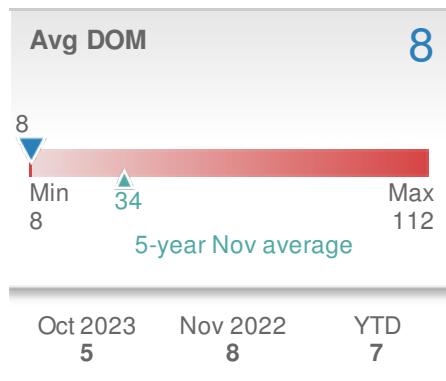 Avg DOM 8
8
Min Max
8 34 112
5-year Nov average
Oct 2023 Nov 2022 YTD
5 8 7